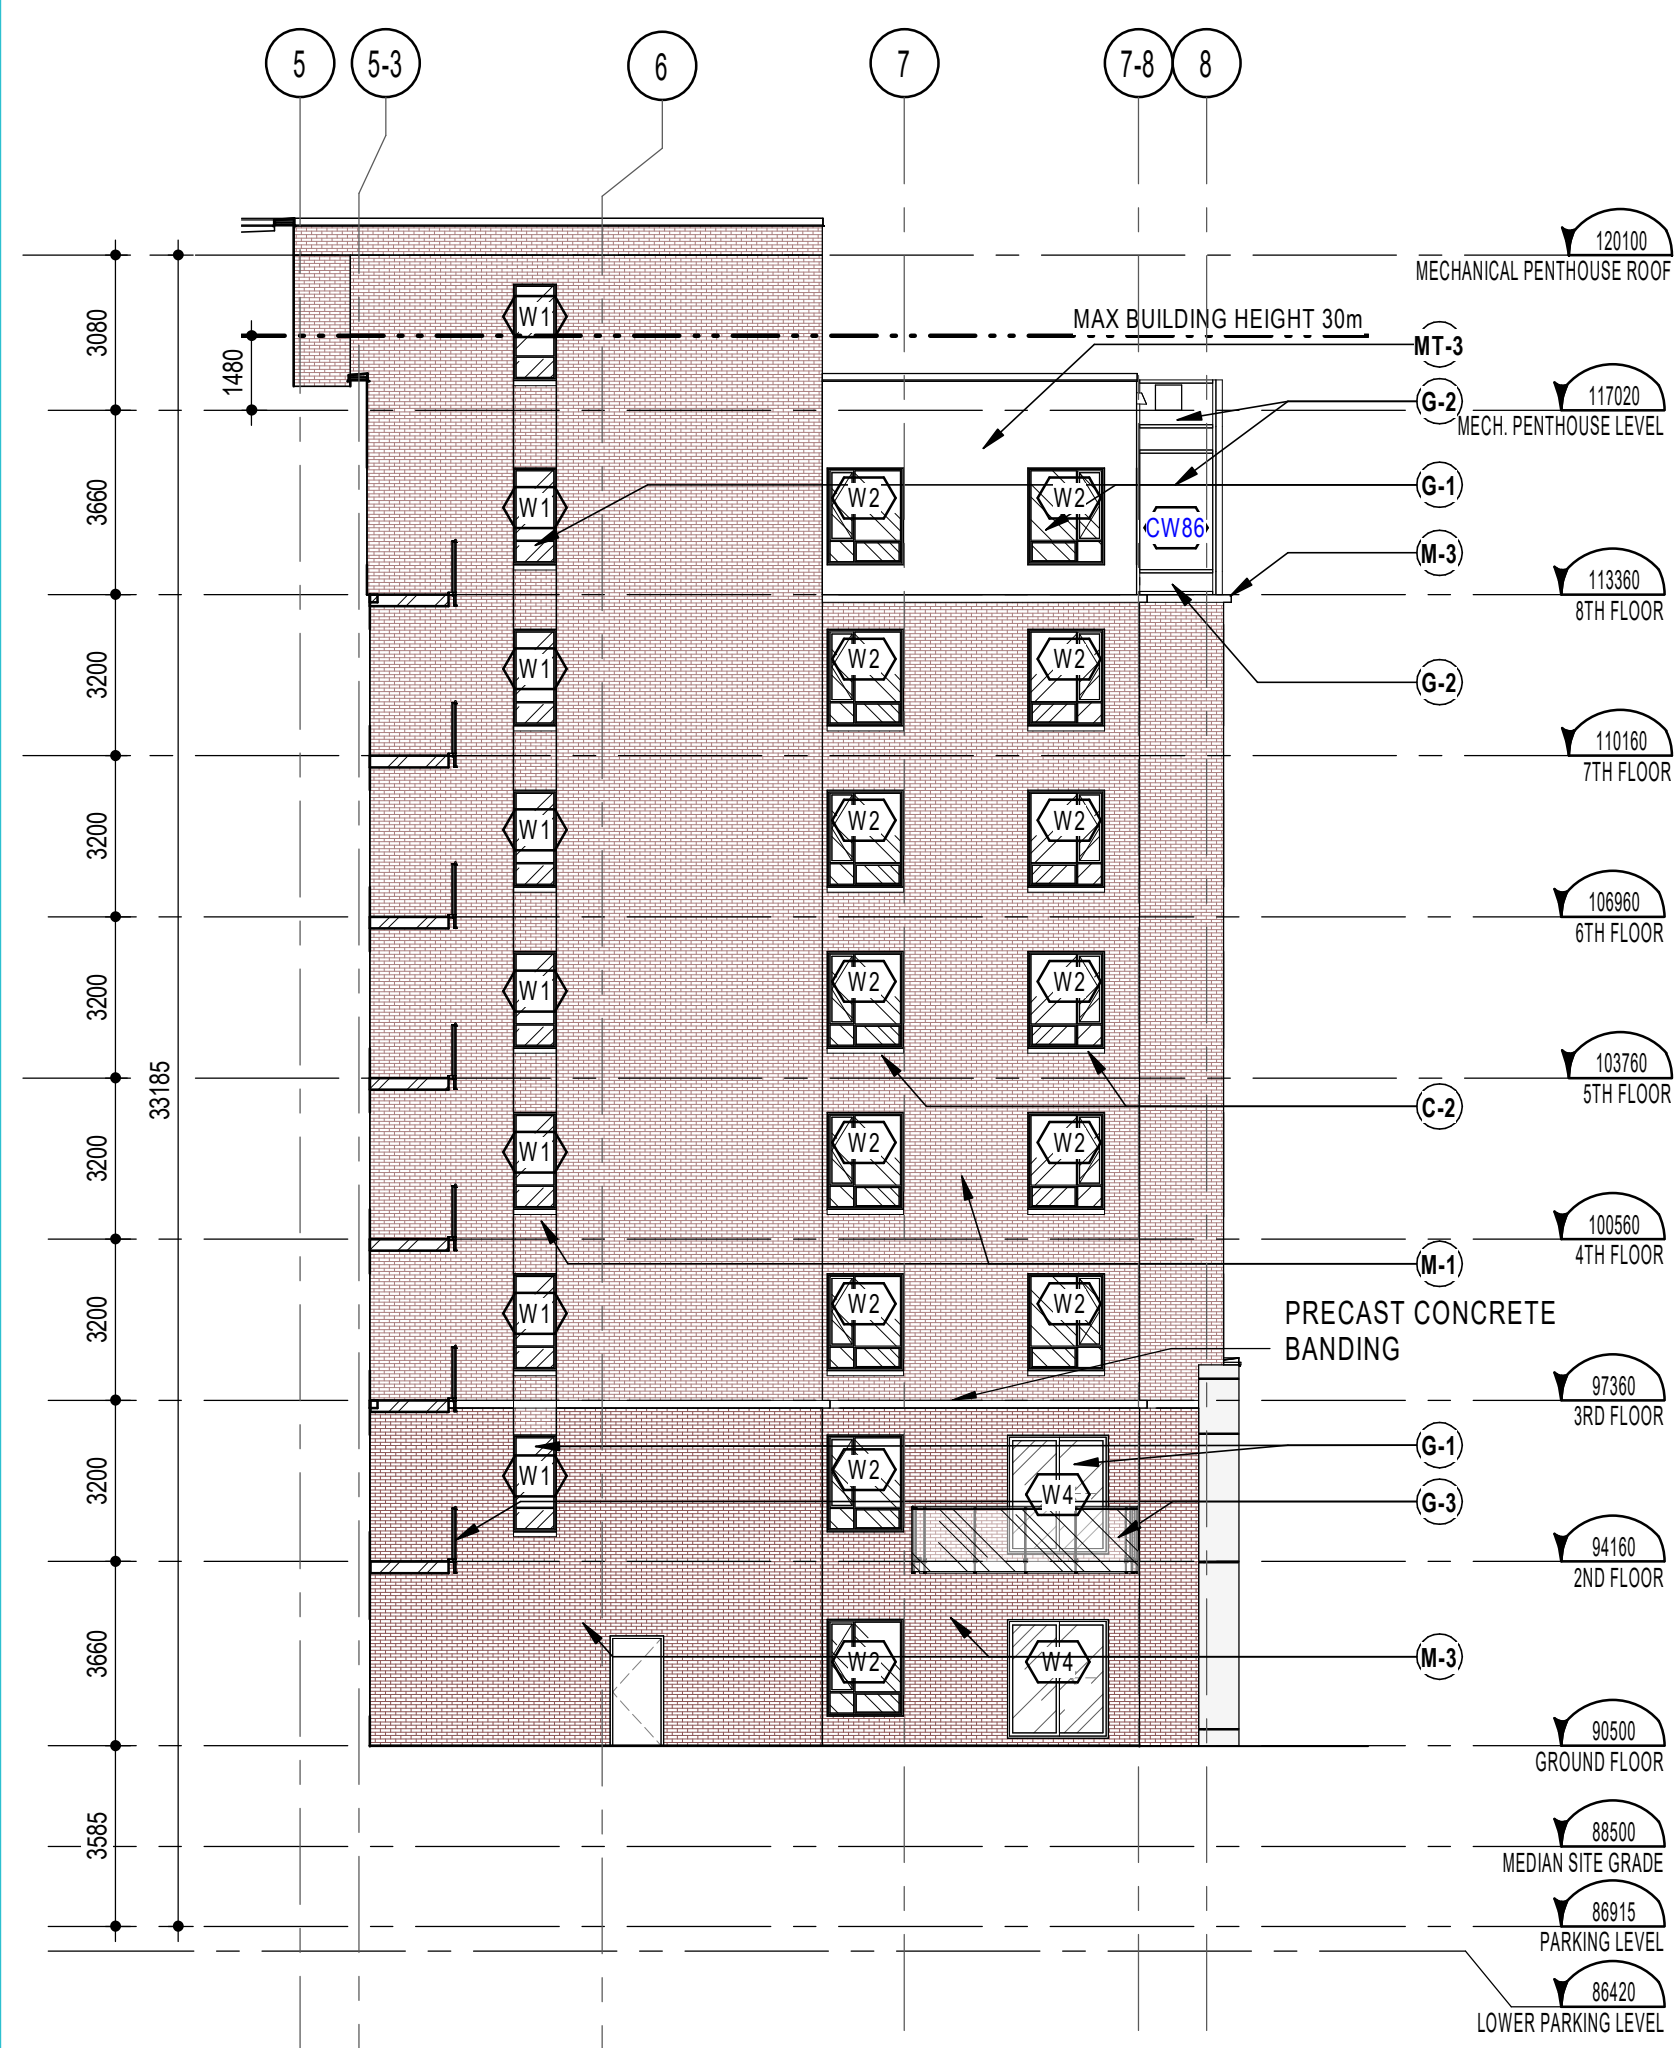 5
5-3
6
7
7-8
8
120100
MECHANICAL PENTHOUSE ROOF
3080
W1
MAX BUILDING HEIGHT 30m
MT-3
1480
G-2
117020
MECH. PENTHOUSE LEVEL
3660
W1
W2
W2
G-1
CW86
M-3
113360
8TH FLOOR
3200
W1
W2
W2
G-2
110160
7TH FLOOR
3200
W1
W2
W2
106960
6TH FLOOR
3200
W1
W2
W2
103760
5TH FLOOR
33185
C-2
3200
W1
W2
W2
100560
4TH FLOOR
M-1
3200
W1
W2
W2
PRECAST CONCRETE
BANDING
97360
3RD FLOOR
3200
W1
W2
W4
G-1
G-3
94160
2ND FLOOR
3660
W2
W4
M-3
90500
GROUND FLOOR
3585
88500
MEDIAN SITE GRADE
86915
PARKING LEVEL
86420
LOWER PARKING LEVEL